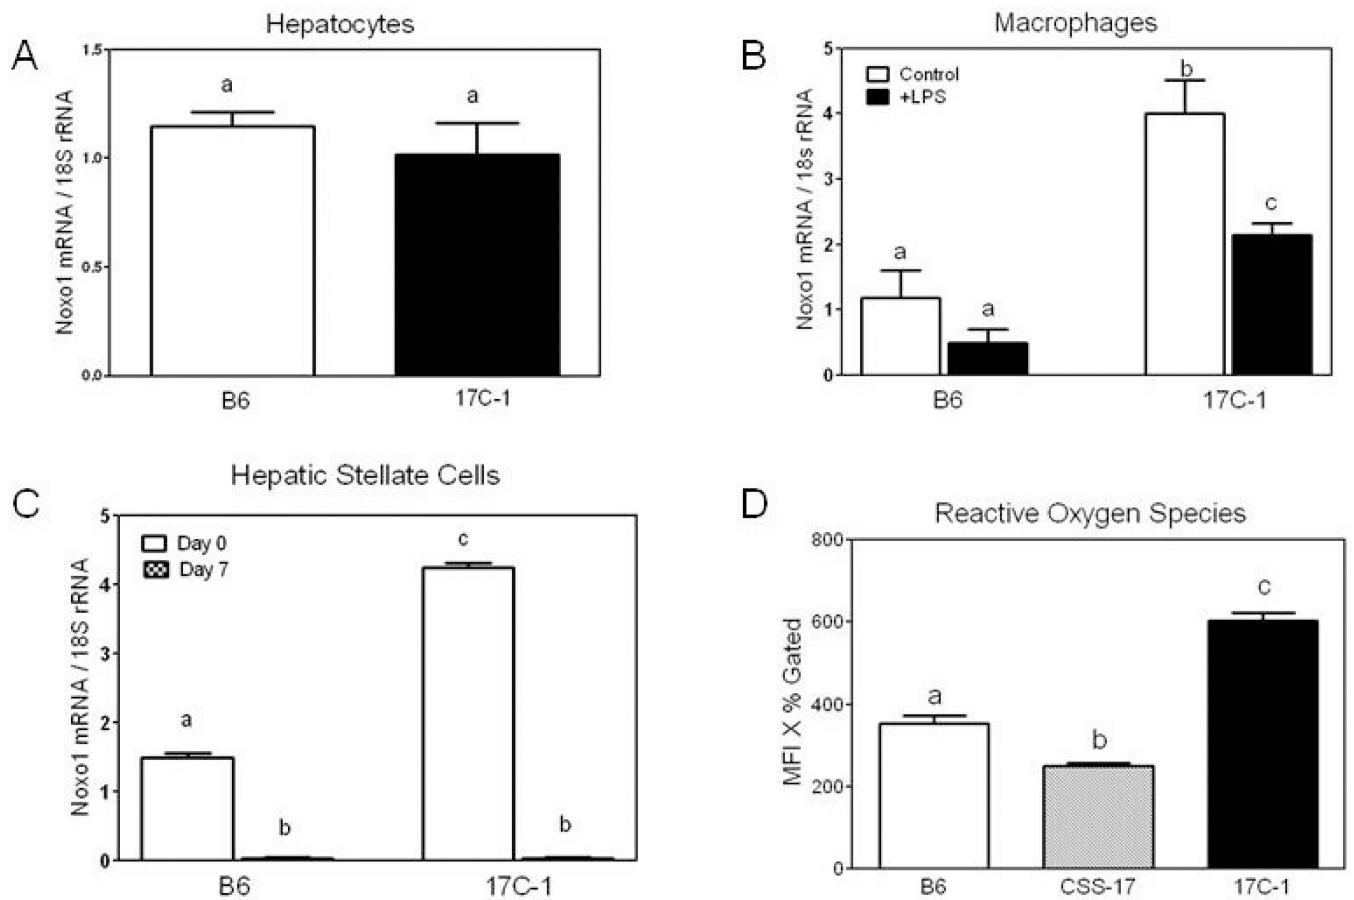 A
Hepatocytes
Noxo1 mRNA / 18S rRNA
1.5
1.0
0.5
0.0
a
a
B6
17C-1
B
Macrophages
Noxo1 mRNA / 18s rRNA
5
4
3
2
1
0
Control
+LPS
a
a
b
c
B6
17C-1
C
Hepatic Stellate Cells
Noxo1 mRNA / 18S rRNA
5
4
3
2
1
0
Day 0
Day 7
a
b
c
b
B6
17C-1
D
Reactive Oxygen Species
MFI X % Gated
800
600
400
200
0
a
b
c
B6
CSS-17
17C-1